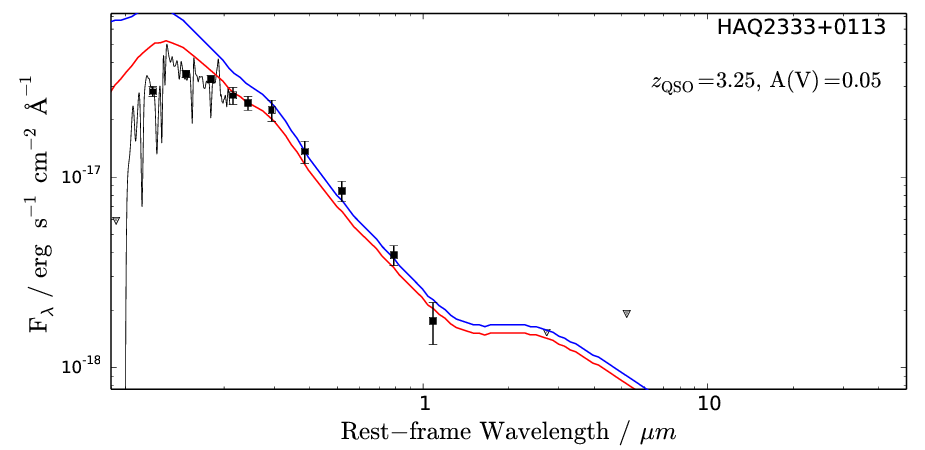 HAQ2333+0113
z_QSO=3.25, A(V)=0.05
F_λ / erg s⁻¹ cm⁻² Å⁻¹
10⁻¹⁷
10⁻¹⁸
1 10
Rest−frame Wavelength / μm